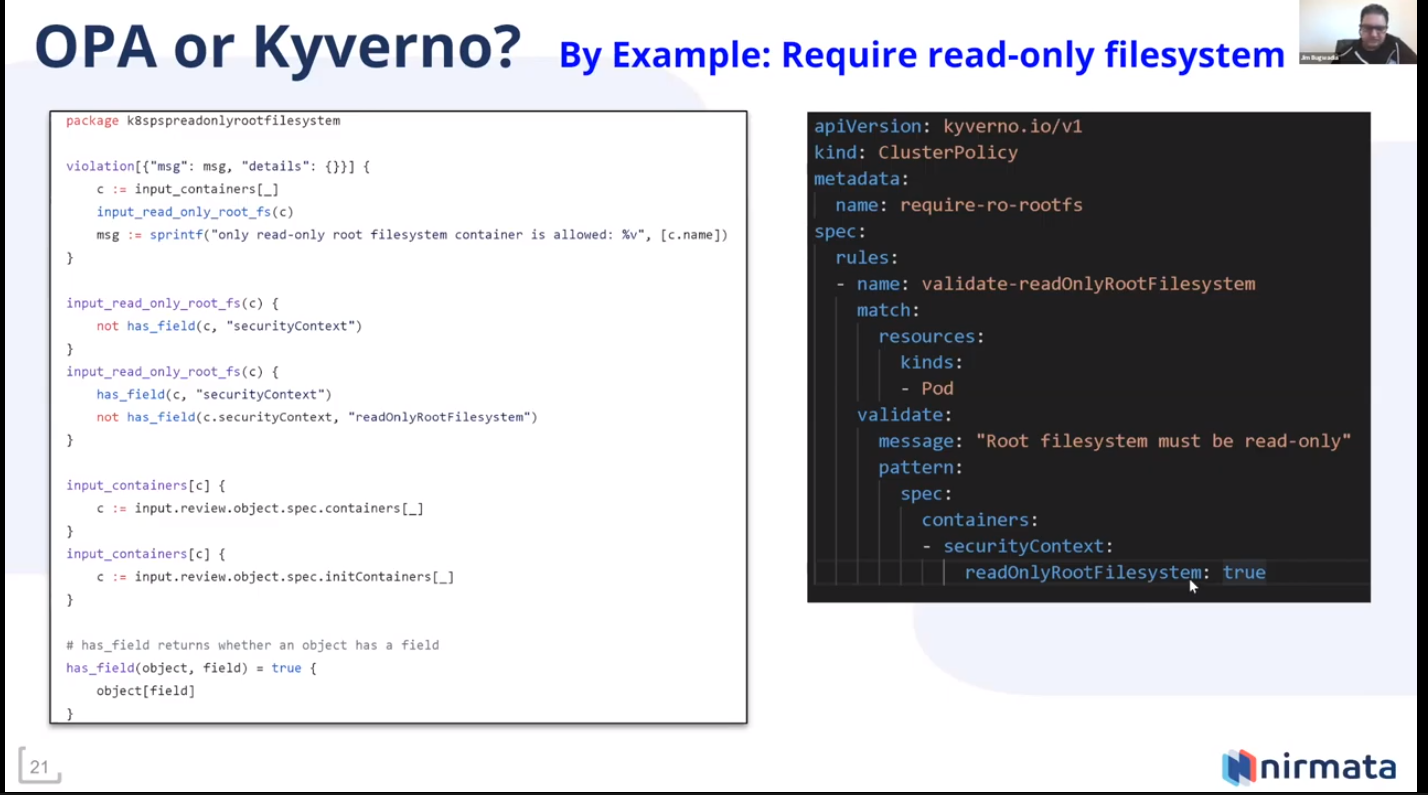 OPA or Kyverno?
By Example: Require read-only filesystem
package k8spspreadonlyrootfilesystem
violation[{"msg": msg, "details": {}}] {
    c := input_containers[_]
    input_read_only_root_fs(c)
    msg := sprintf("only read-only root filesystem container is allowed: %v", [c.name])
}
input_read_only_root_fs(c) {
    not has_field(c, "securityContext")
}
input_read_only_root_fs(c) {
    has_field(c, "securityContext")
    not has_field(c.securityContext, "readOnlyRootFilesystem")
}
input_containers[c] {
    c := input.review.object.spec.containers[_]
}
input_containers[c] {
    c := input.review.object.spec.initContainers[_]
}
# has_field returns whether an object has a field
has_field(object, field) = true {
    object[field]
}
apiVersion: kyverno.io/v1
kind: ClusterPolicy
metadata:
  name: require-ro-rootfs
spec:
  rules:
  - name: validate-readOnlyRootFilesystem
    match:
      resources:
        kinds:
        - Pod
    validate:
      message: "Root filesystem must be read-only"
      pattern:
        spec:
          containers:
          - securityContext:
              readOnlyRootFilesystem: true
21
nirmata